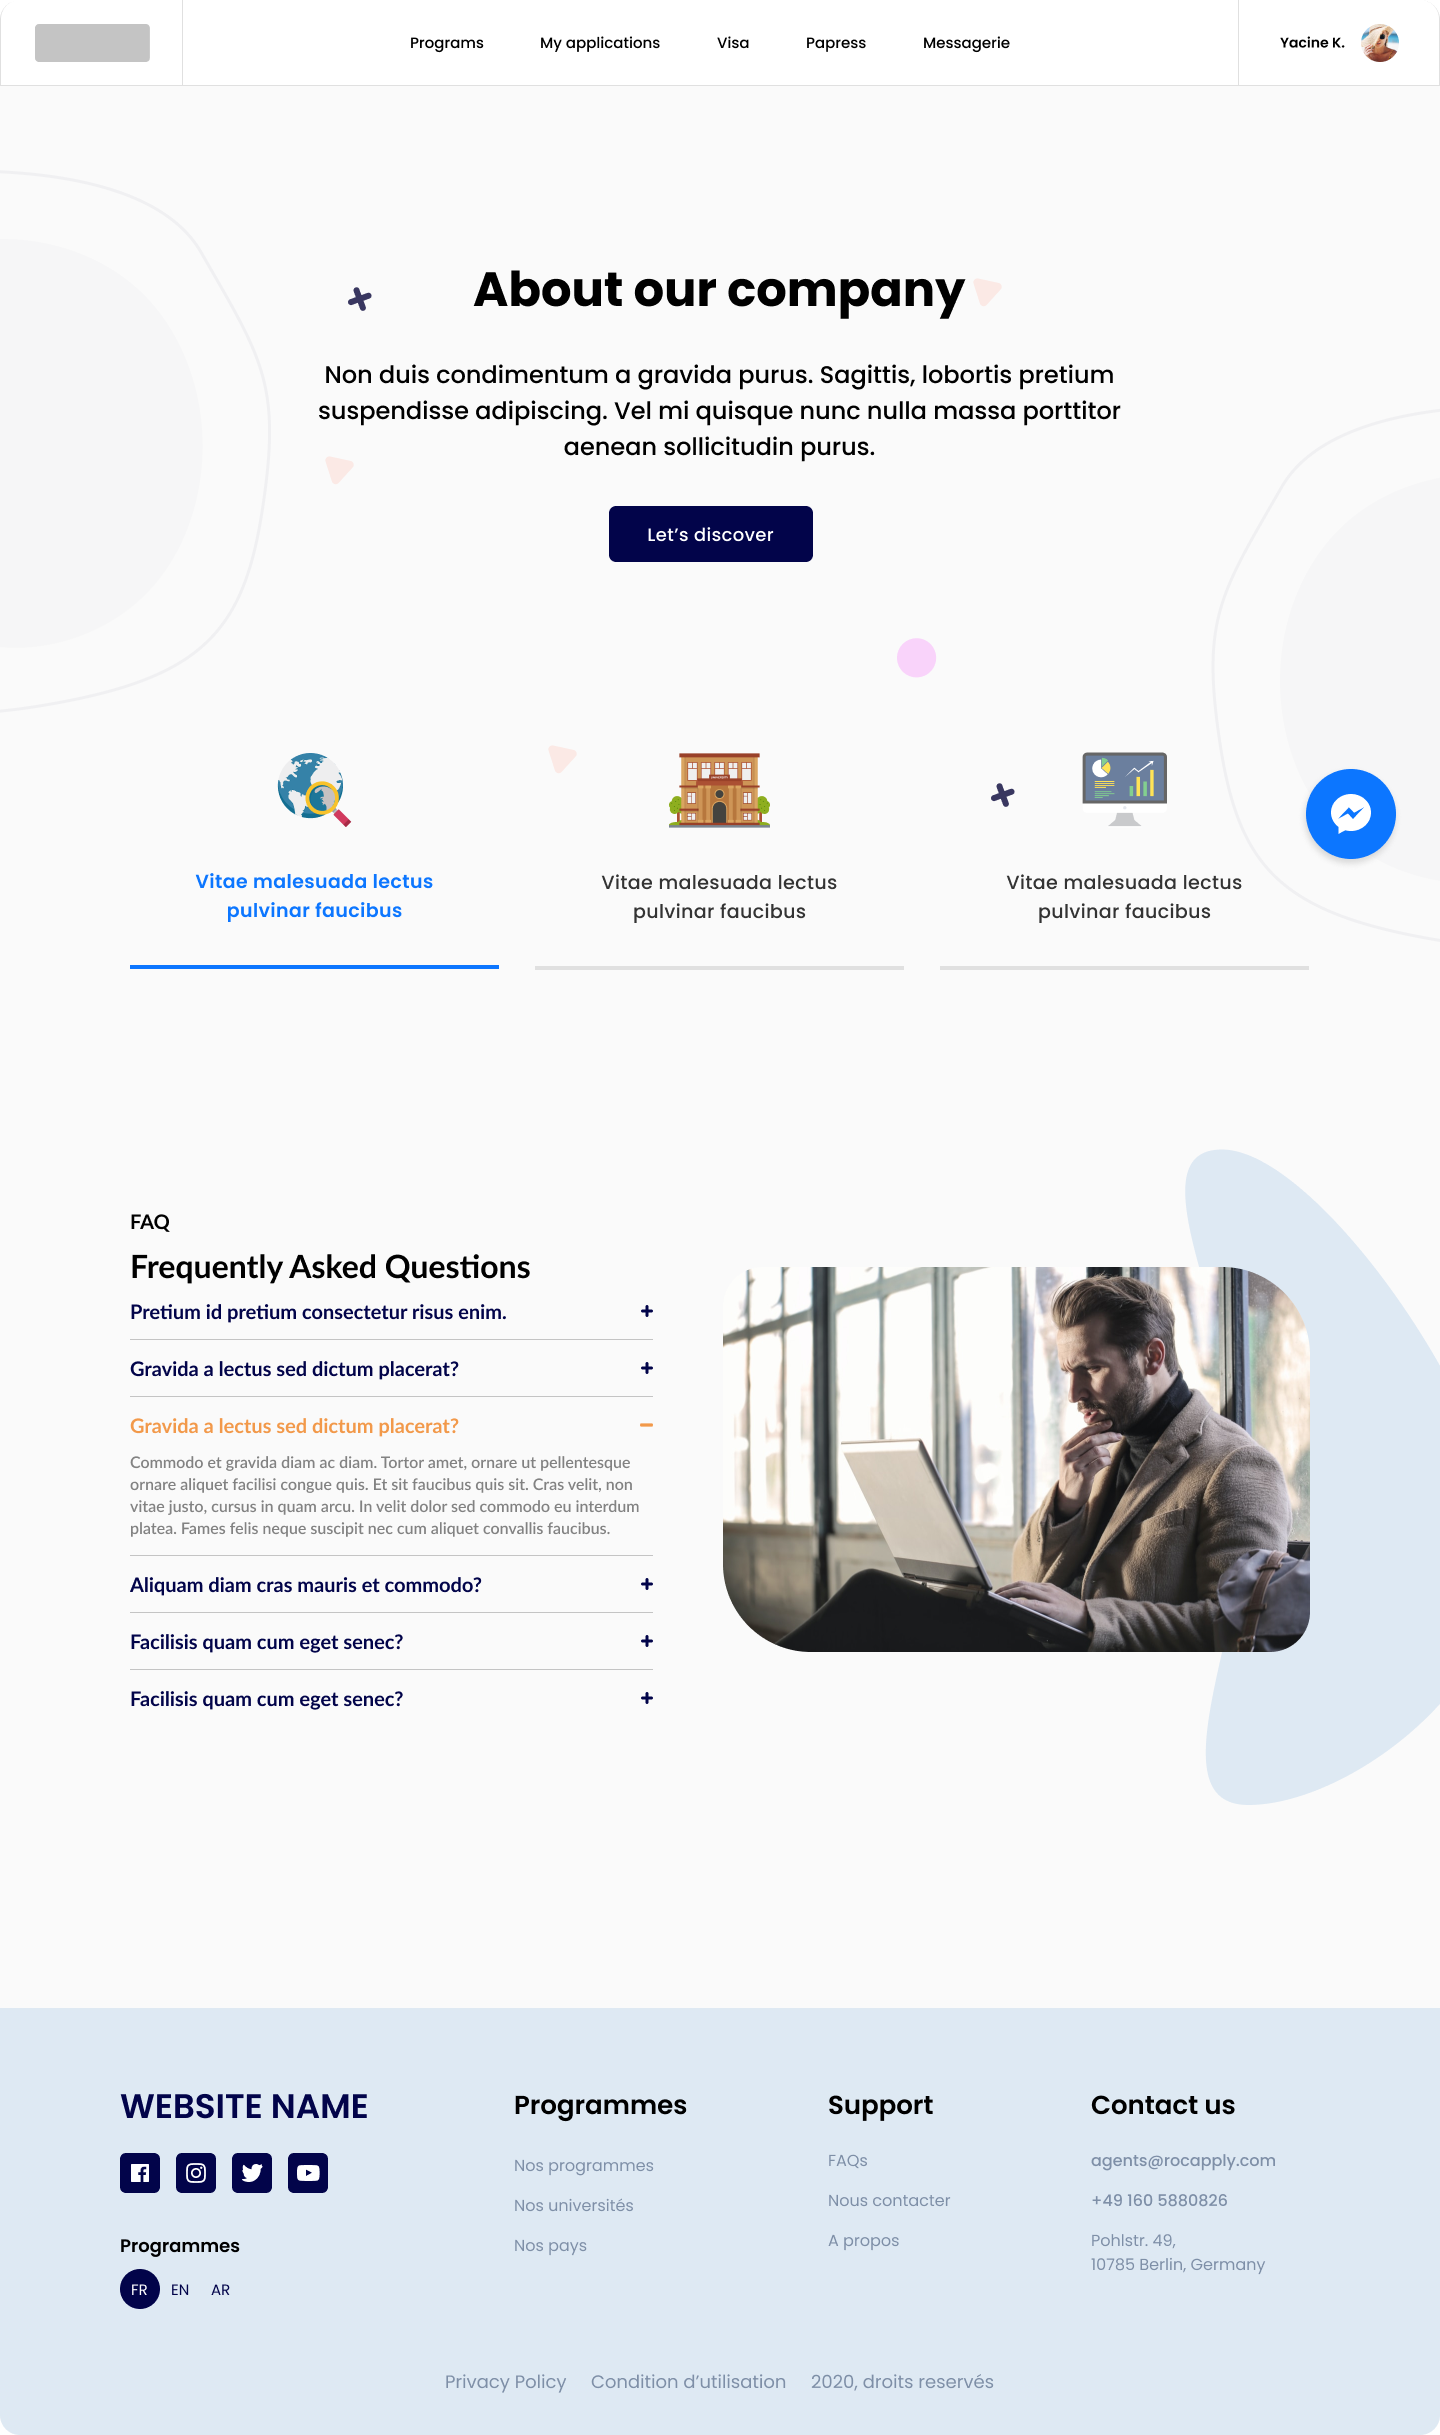 Programs
My applications
Visa
Papress
Messagerie
Yacine K.
About our company
Non duis condimentum a gravida purus. Sagittis, lobortis pretium
suspendisse adipiscing. Vel mi quisque nunc nulla massa porttitor
aenean sollicitudin purus.
Let’s discover
Vitae malesuada lectus
pulvinar faucibus
Vitae malesuada lectus
pulvinar faucibus
Vitae malesuada lectus
pulvinar faucibus
FAQ
Frequently Asked Questions
Pretium id pretium consectetur risus enim.
Gravida a lectus sed dictum placerat?
Gravida a lectus sed dictum placerat?
Commodo et gravida diam ac diam. Tortor amet, ornare ut pellentesque
ornare aliquet facilisi congue quis. Et sit faucibus quis sit. Cras velit, non
vitae justo, cursus in quam arcu. In velit dolor sed commodo eu interdum
platea. Fames felis neque suscipit nec cum aliquet convallis faucibus.
Aliquam diam cras mauris et commodo?
Facilisis quam cum eget senec?
Facilisis quam cum eget senec?
WEBSITE NAME
Programmes
FR
EN
AR
Programmes
Nos programmes
Nos universités
Nos pays
Support
FAQs
Nous contacter
A propos
Contact us
agents@rocapply.com
+49 160 5880826
Pohlstr. 49,
10785 Berlin, Germany
Privacy Policy
Condition d’utilisation
2020, droits reservés